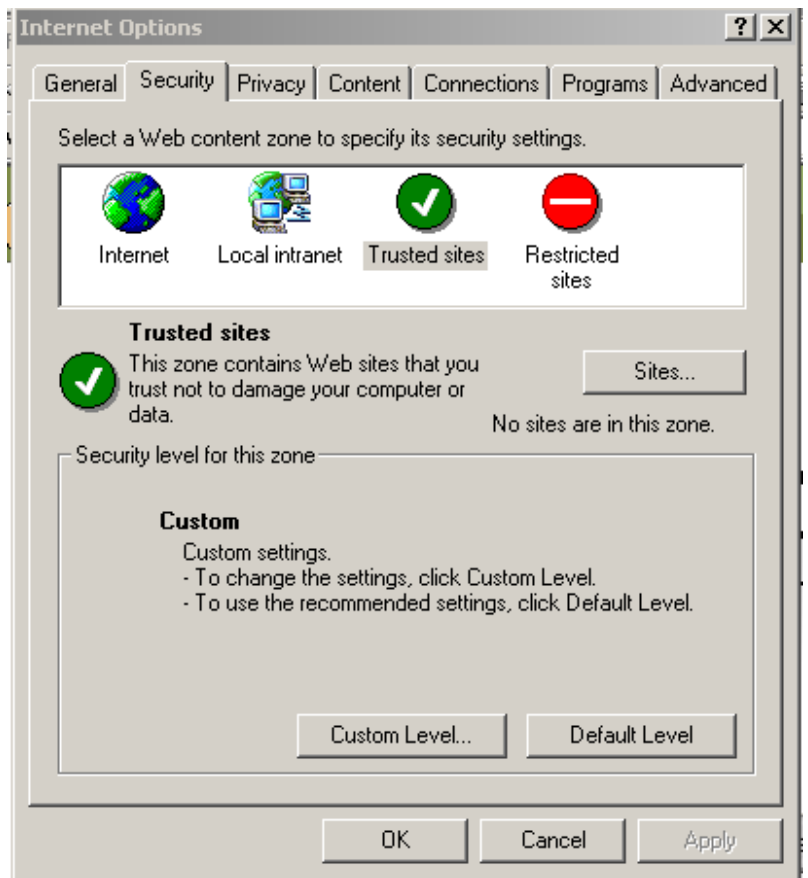 Internet Options
General Security Privacy Content Connections Programs Advanced
Select a Web content zone to specify its security settings.
Internet Local intranet Trusted sites Restricted sites
Trusted sites
This zone contains Web sites that you
trust not to damage your computer or
data.
Sites...
No sites are in this zone.
Security level for this zone
Custom
Custom settings.
- To change the settings, click Custom Level.
- To use the recommended settings, click Default Level.
Custom Level... Default Level
OK Cancel Apply